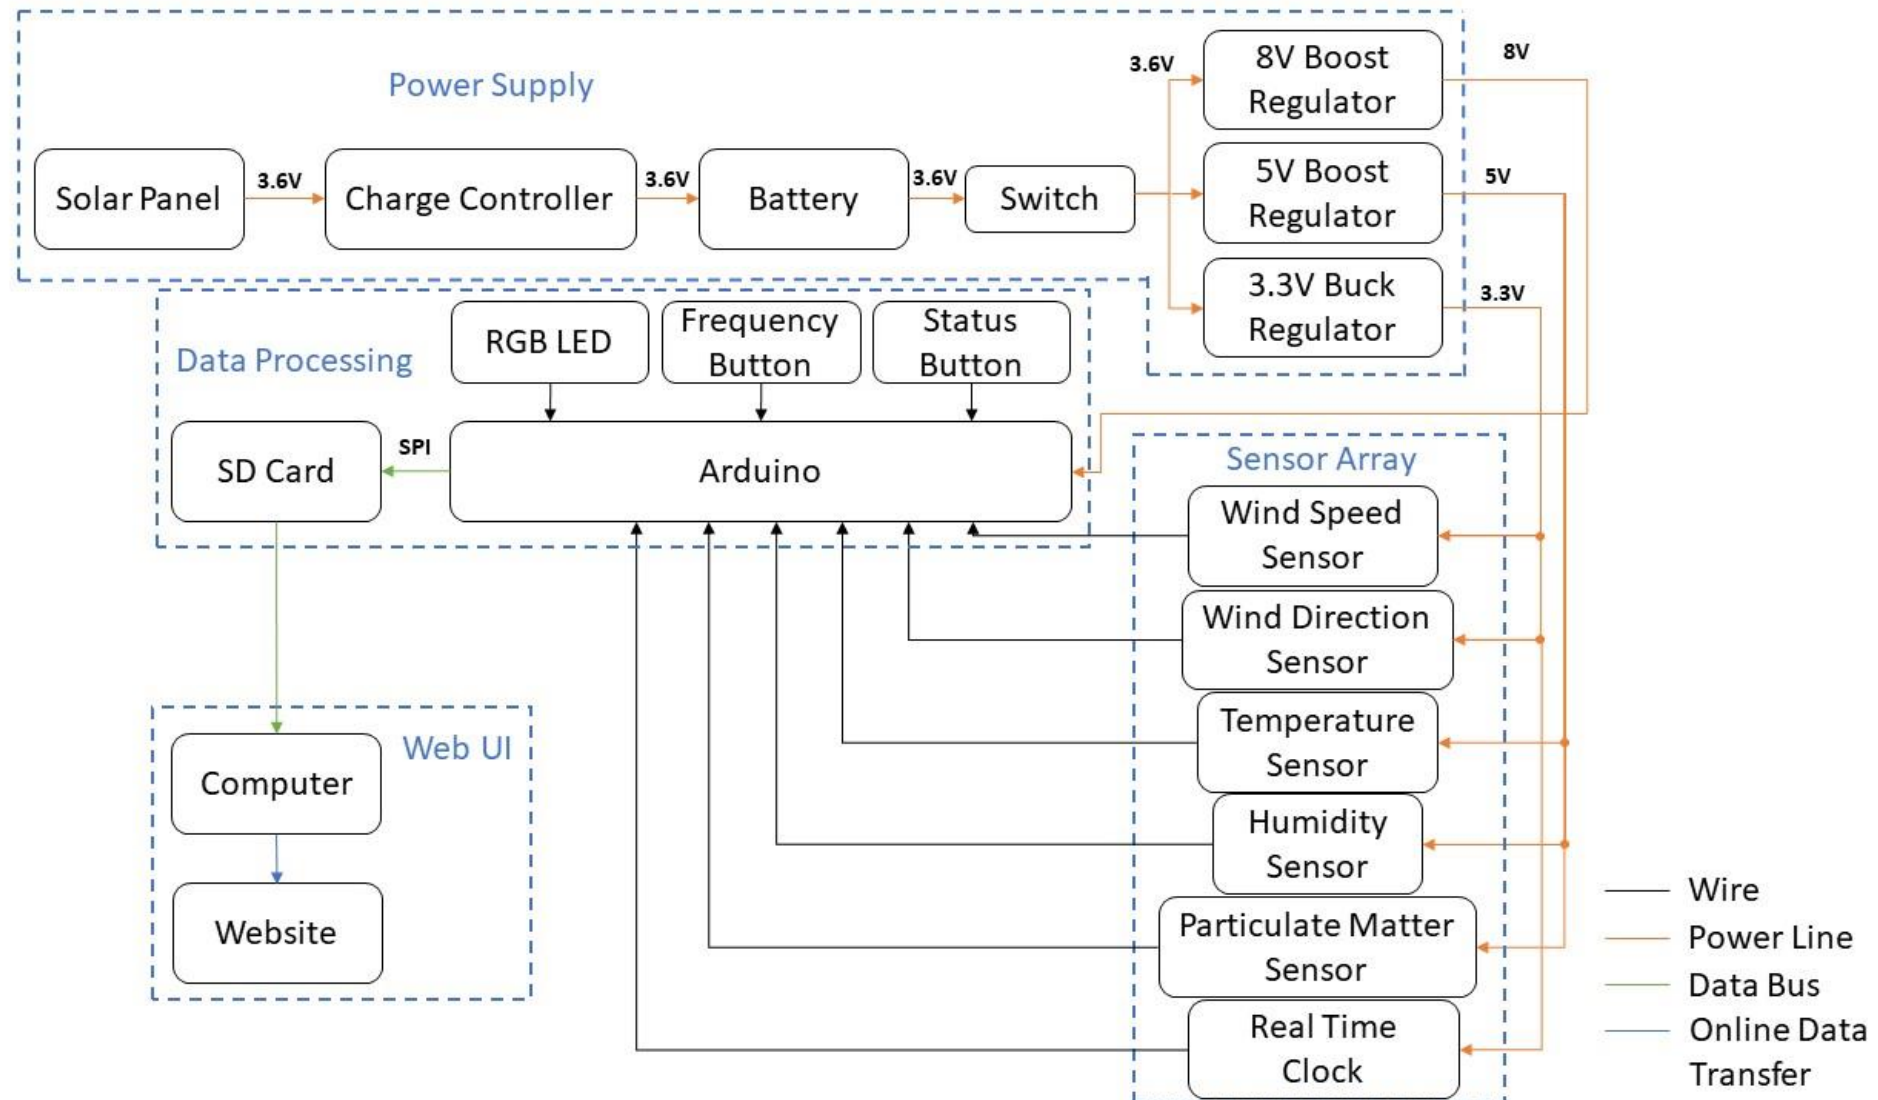 Power Supply
Solar Panel
3.6V
Charge Controller
3.6V
Battery
3.6V
Switch
3.6V
8V Boost
Regulator
8V
5V Boost
Regulator
5V
3.3V Buck
Regulator
3.3V
Data Processing
RGB LED
Frequency
Button
Status
Button
SD Card
SPI
Arduino
Sensor Array
Wind Speed
Sensor
Wind Direction
Sensor
Temperature
Sensor
Humidity
Sensor
Particulate Matter
Sensor
Real Time
Clock
Web UI
Computer
Website
Wire
Power Line
Data Bus
Online Data
Transfer